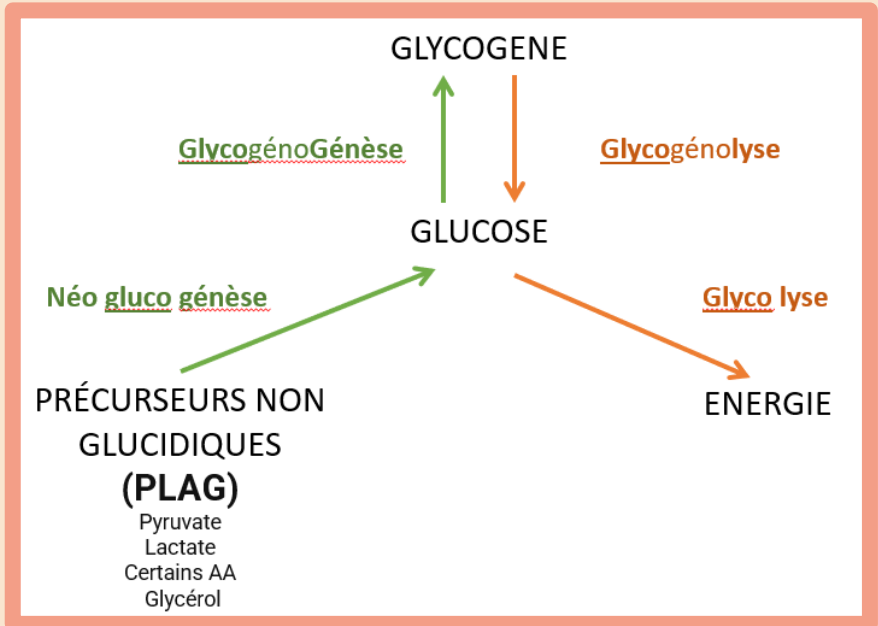 GLYCOGENE
GlycogénoGénèse
Glycogénolyse
GLUCOSE
Néo gluco génèse
Glyco lyse
PRÉCURSEURS NON
GLUCIDIQUES
(PLAG)
Pyruvate
Lactate
Certains AA
Glycérol
ENERGIE